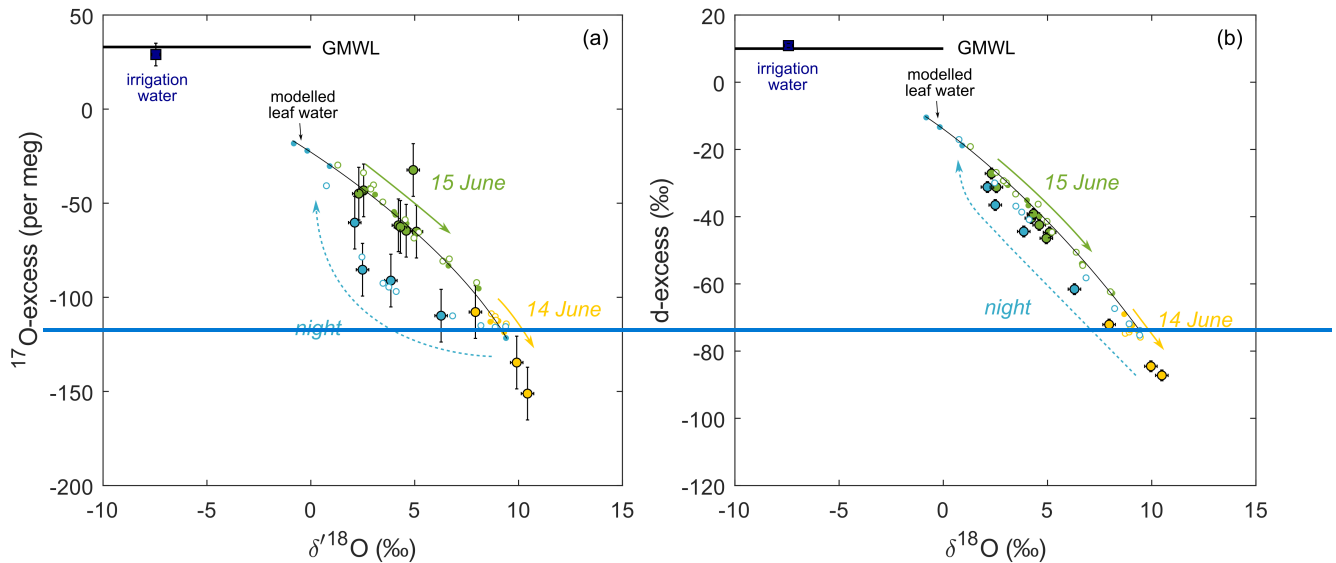 50
0
-50
-100
-150
-200
¹⁷O-excess (per meg)
(a)
GMWL
irrigation
water
modelled
leaf water
15 June
14 June
night
-10
-5
0
5
10
15
δ′¹⁸O (‰)
20
0
-20
-40
-60
-80
-100
-120
d-excess (‰)
(b)
GMWL
irrigation
water
modelled
leaf water
15 June
14 June
night
-10
-5
0
5
10
15
δ¹⁸O (‰)